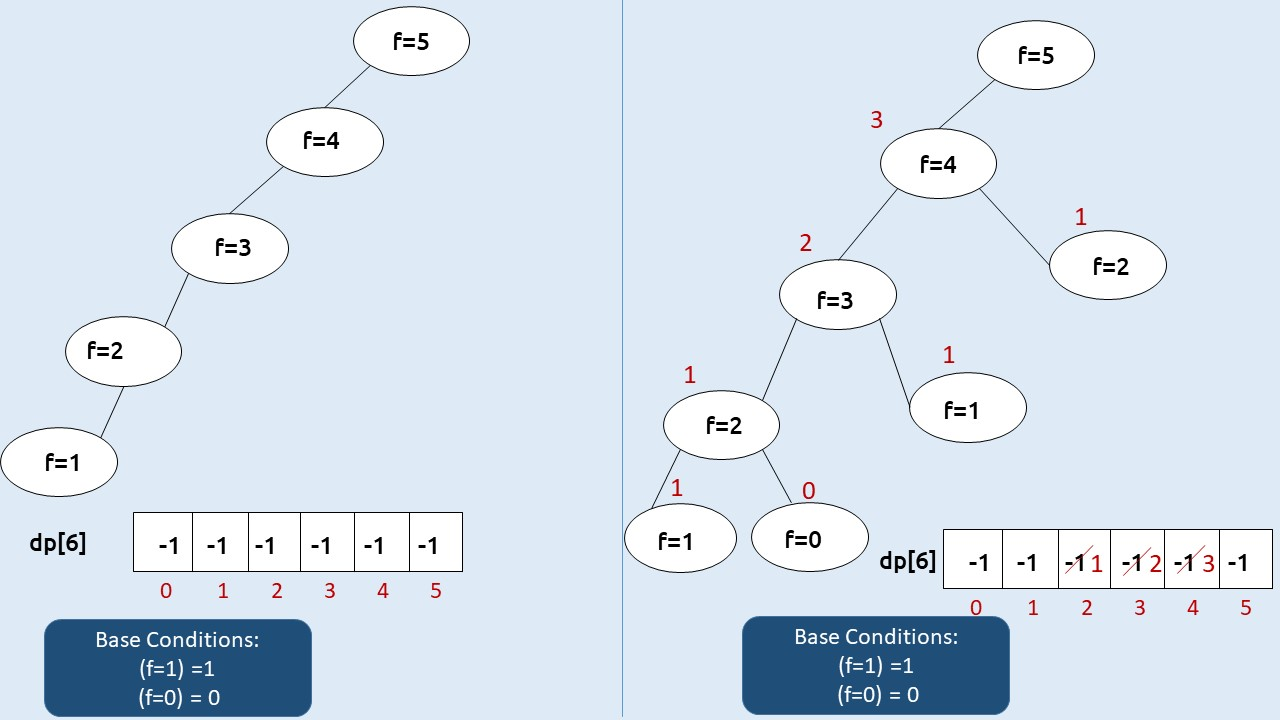 f=5
f=4
f=3
f=2
f=1
dp[6] -1 -1 -1 -1 -1 -1
0 1 2 3 4 5
Base Conditions:
(f=1) =1
(f=0) = 0
f=5
3
f=4
1
2
f=2
f=3
1
1
f=2 f=1
1 0
f=1 f=0
dp[6] -1 -1 -1 1 -1 2 -1 3 -1
0 1 2 3 4 5
Base Conditions:
(f=1) =1
(f=0) = 0